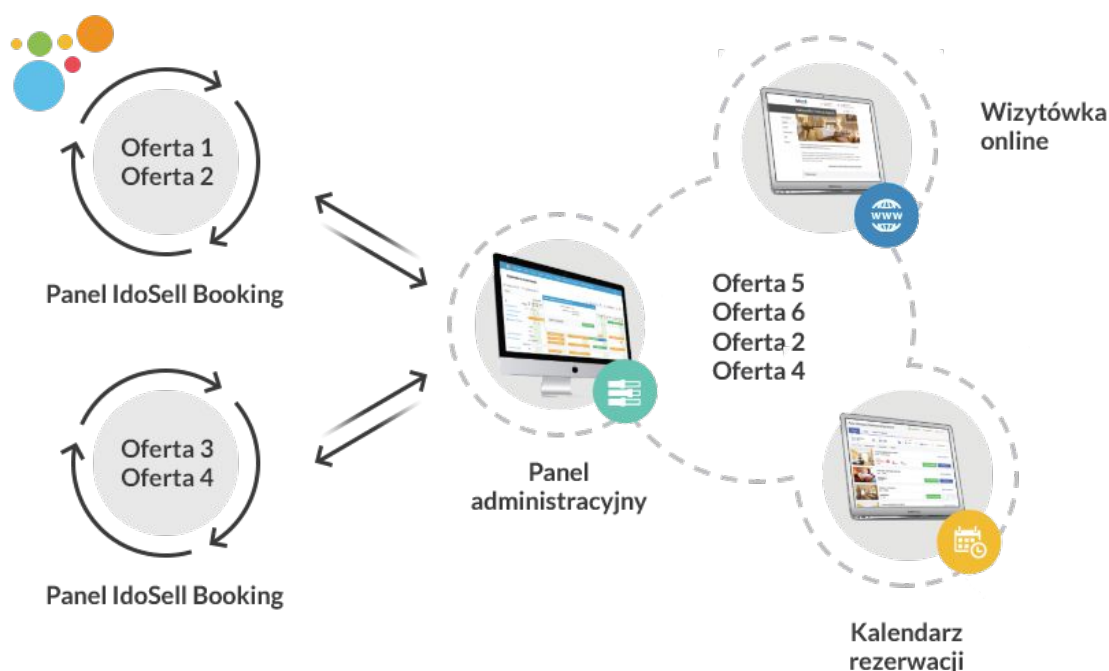 Oferta 1
Oferta 2
Panel IdoSell Booking
Oferta 3
Oferta 4
Panel IdoSell Booking
Panel
administracyjny
Oferta 5
Oferta 6
Oferta 2
Oferta 4
Wizytówka
online
www
Kalendarz
rezerwacji